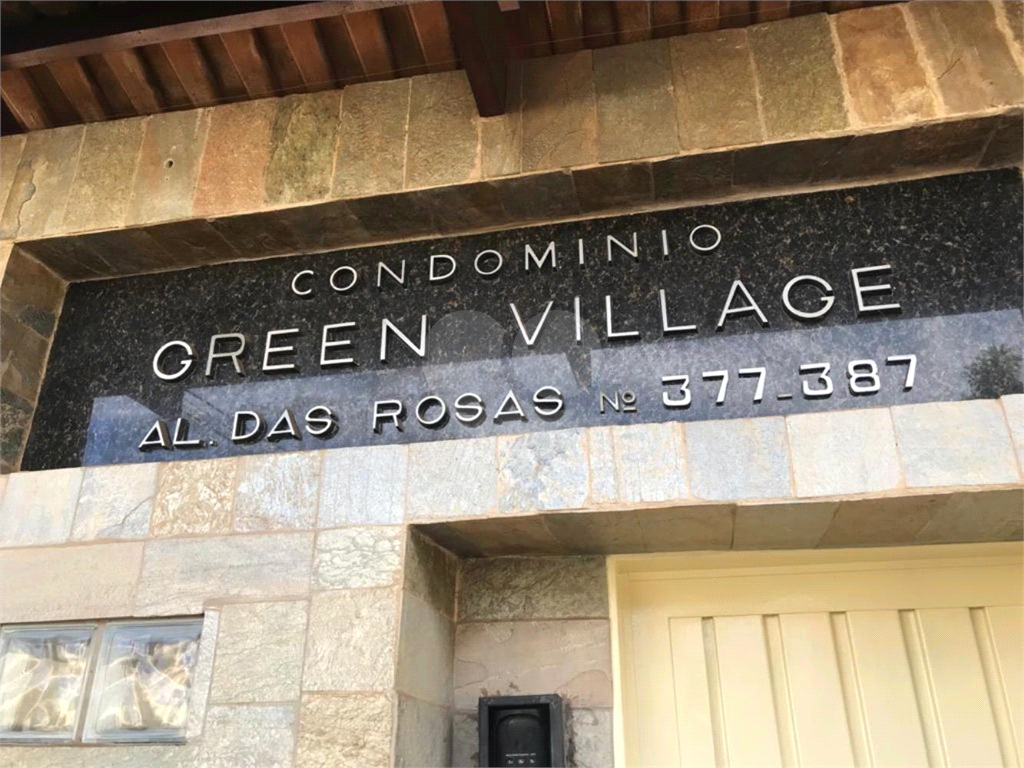 CONDOMINIO
GREEN VILLAGE
AL. DAS ROSAS Nº 377-387